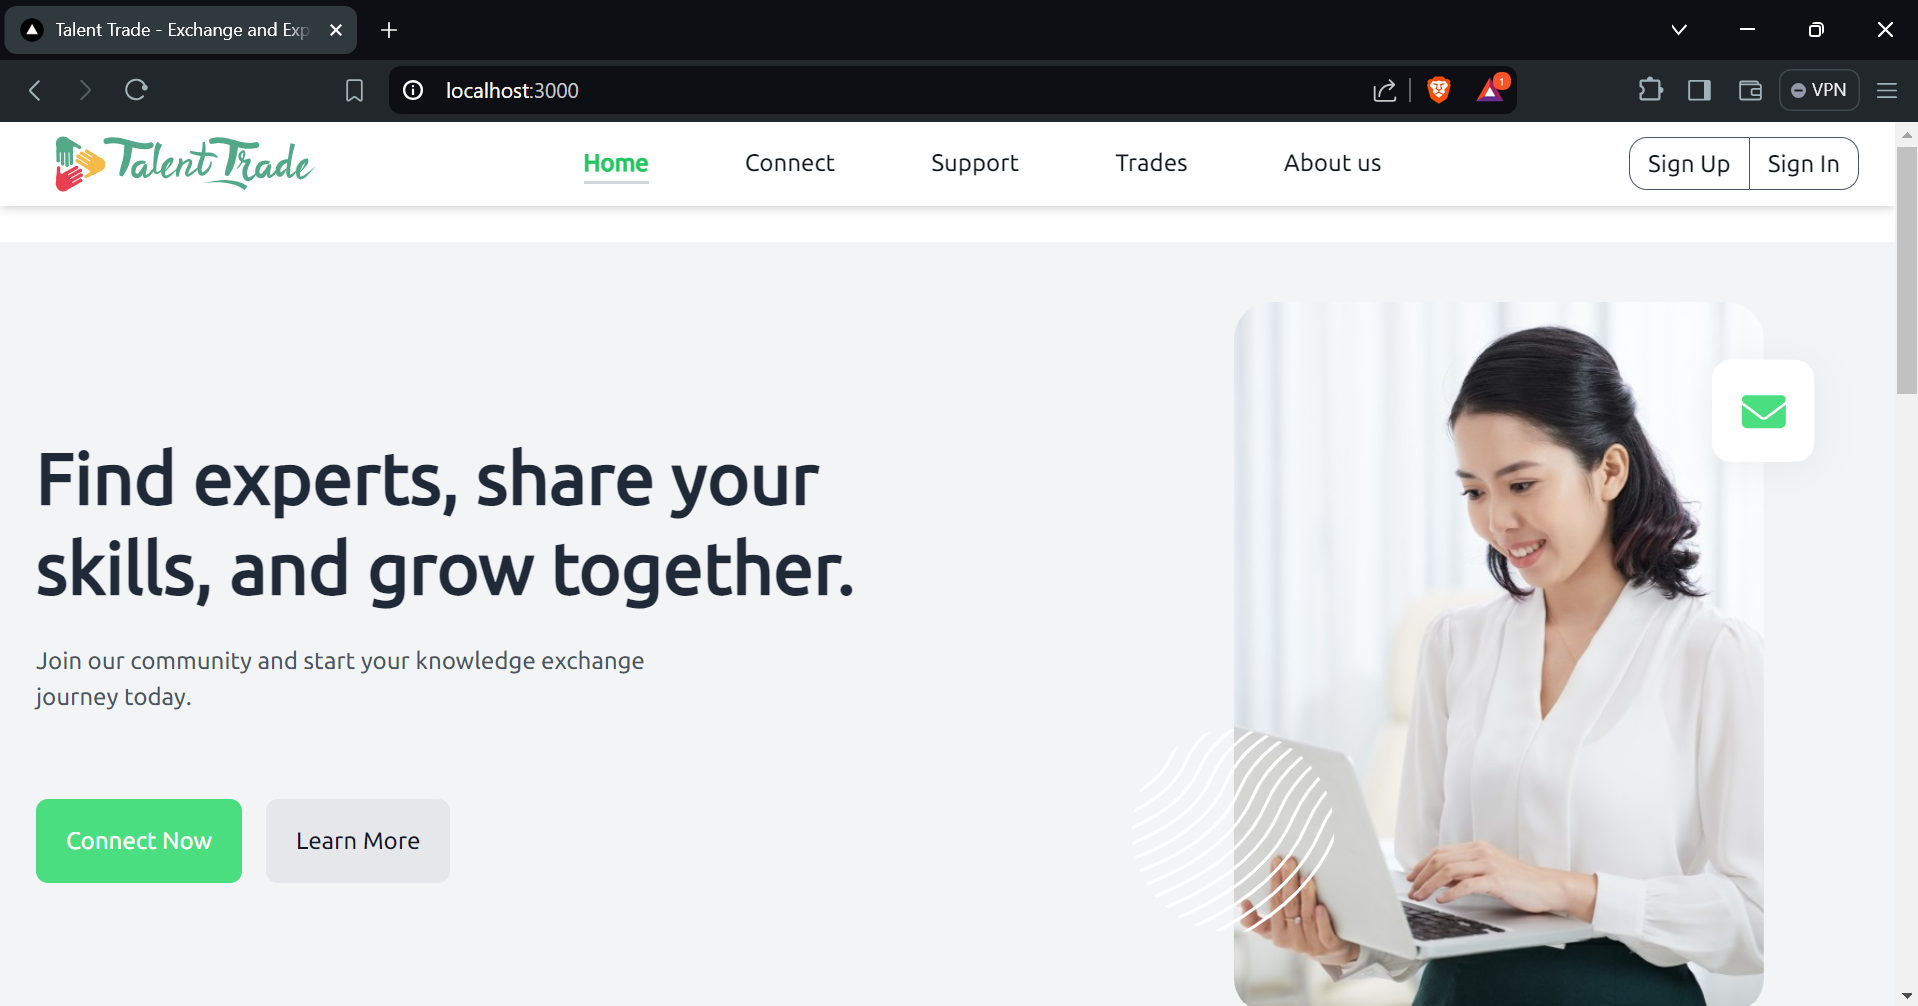 Talent Trade - Exchange and Exp
localhost:3000
1
VPN
Talent Trade
Home
Connect
Support
Trades
About us
Sign Up
Sign In
Find experts, share your
skills, and grow together.
Join our community and start your knowledge exchange
journey today.
Connect Now
Learn More